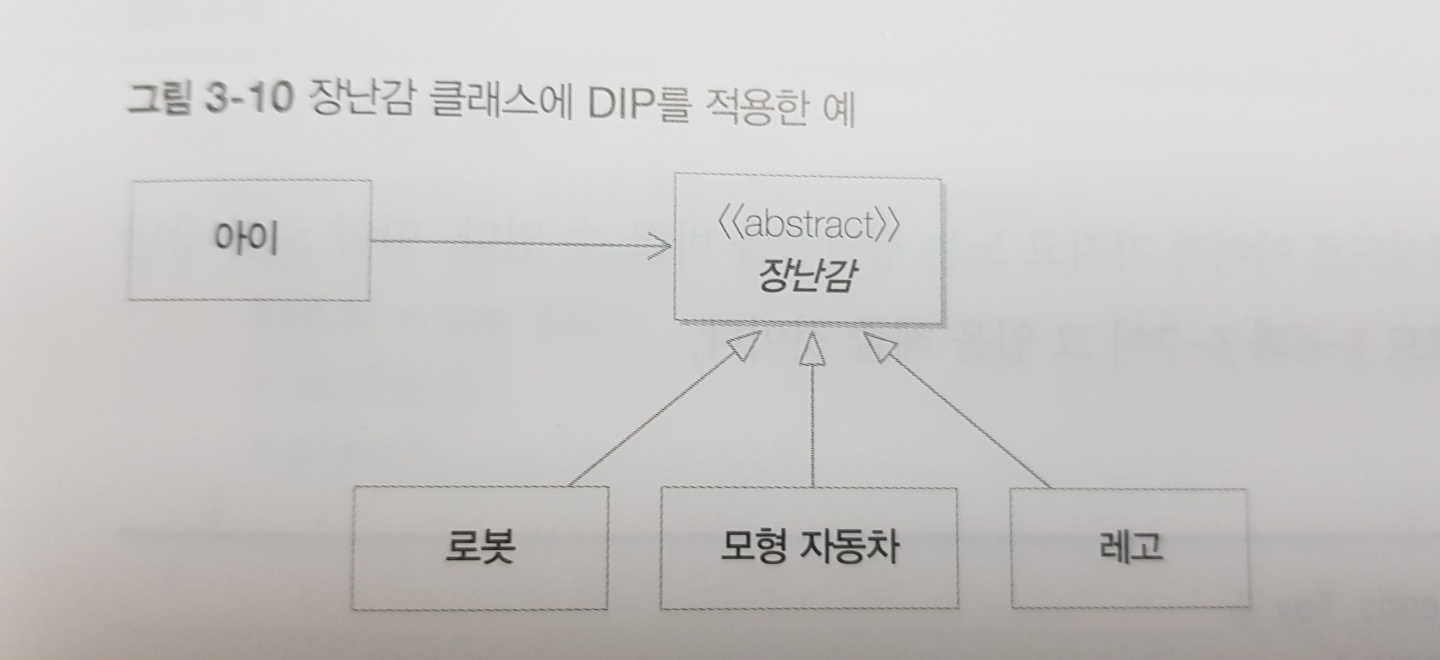 그림 3-10 장난감 클래스에 DIP를 적용한 예
아이
《abstract》
장난감
로봇
모형 자동차
레고